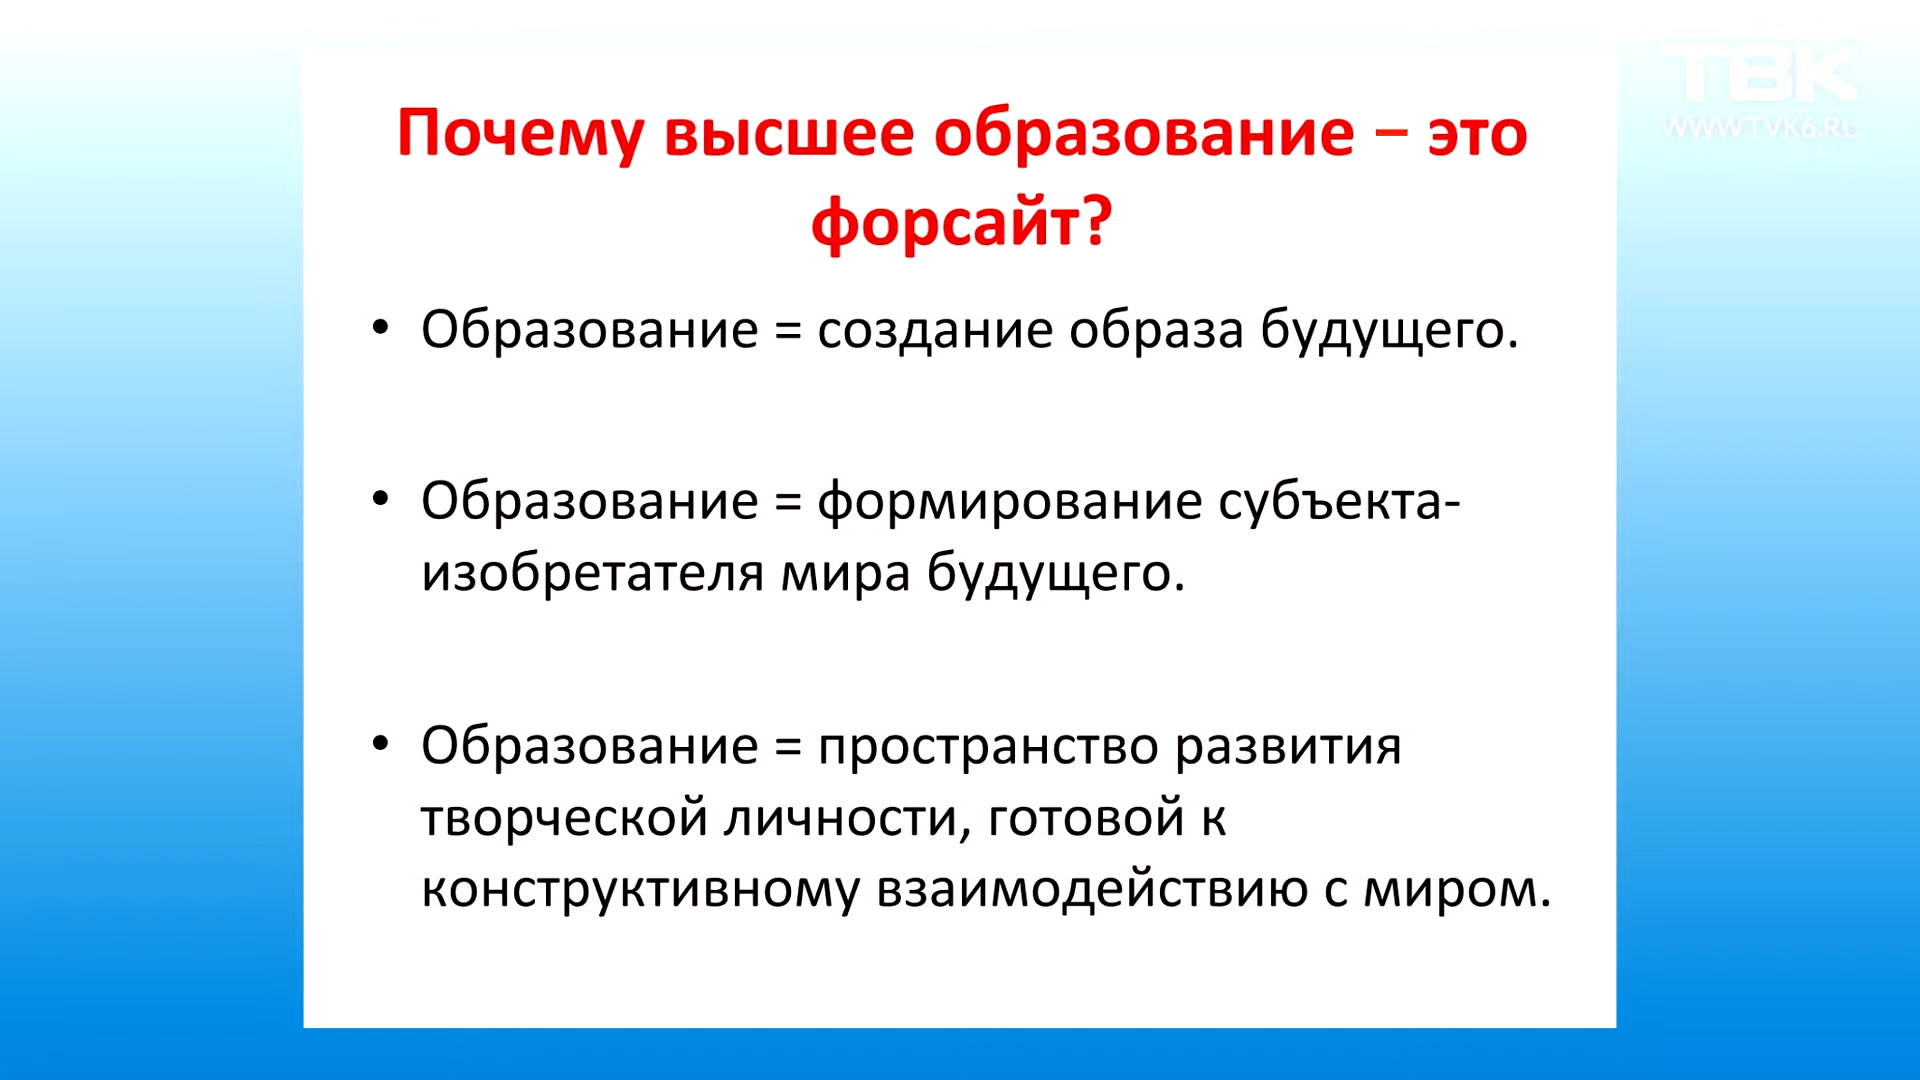 ТВК
WWW.TVK6.RU
Почему высшее образование – это
форсайт?
• Образование = создание образа будущего.
• Образование = формирование субъекта-
изобретателя мира будущего.
• Образование = пространство развития
творческой личности, готовой к
конструктивному взаимодействию с миром.